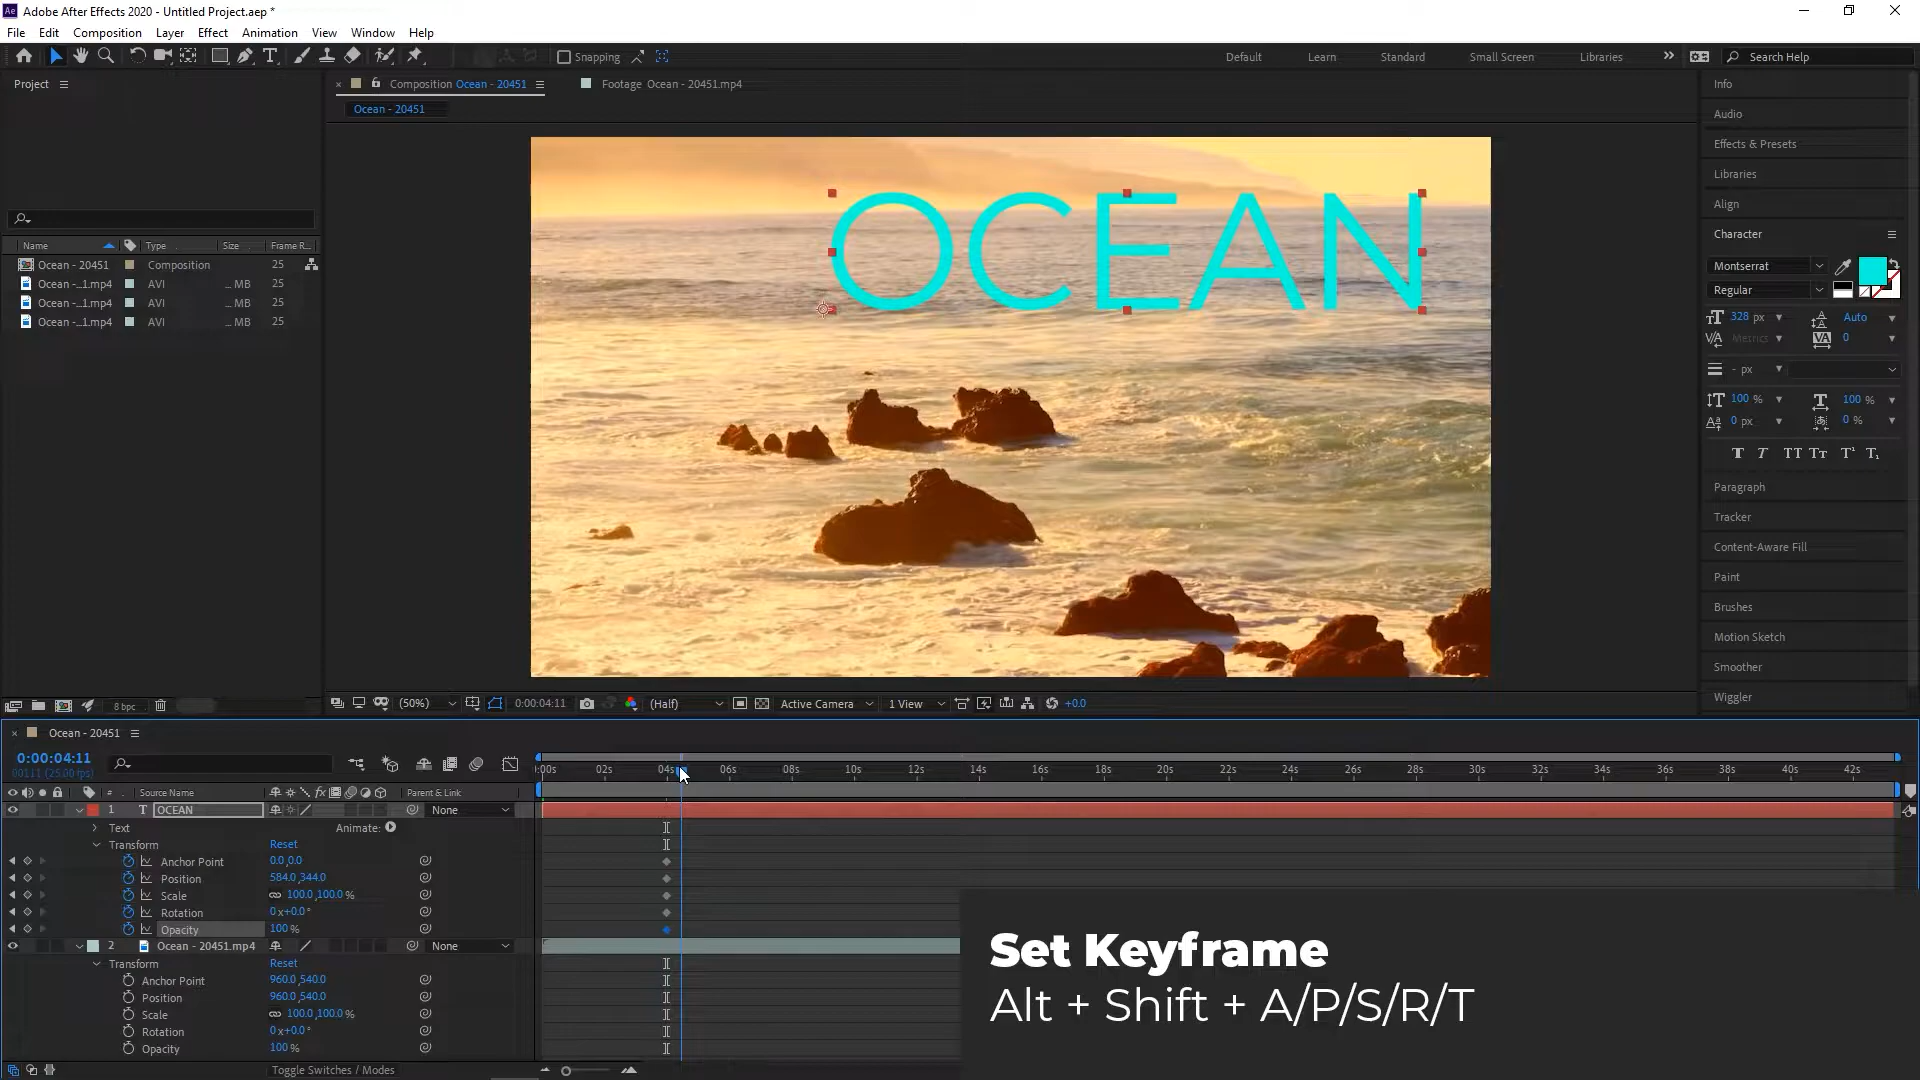 Ae Adobe After Effects 2020 - Untitled Project.aep *
File Edit Composition Layer Effect Animation View Window Help
Snapping Default Learn Standard Small Screen Libraries » Search Help
Project
Composition Ocean - 20451
Footage Ocean - 20451.mp4
Ocean - 20451
Name Type Size Frame R...
Ocean - 20451 Composition 25
Ocean -...1.mp4 AVI ... MB 25
Ocean -...1.mp4 AVI ... MB 25
Ocean -...1.mp4 AVI ... MB 25
OCEAN
Info
Audio
Effects & Presets
Libraries
Align
Character
Montserrat
Regular
328 px Auto
Metrics 0
- px
100 % 100 %
0 px 0 %
T T TT Tт T¹ T₁
Paragraph
Tracker
Content-Aware Fill
Paint
Brushes
Motion Sketch
Smoother
Wiggler
8 bpc
(50%) 0:00:04:11 (Half) Active Camera 1 View +0.0
Ocean - 20451
0:00:04:11
00111 (25.00 fps)
:00s 02s 04s 06s 08s 10s 12s 14s 16s 18s 20s 22s 24s 26s 28s 30s 32s 34s 36s 38s 40s 42s
# Source Name fx Parent & Link
1 T OCEAN None
Text Animate:
Transform Reset
Anchor Point 0.0,0.0
Position 584.0,344.0
Scale 100.0,100.0 %
Rotation 0x+0.0°
Opacity 100 %
2 Ocean - 20451.mp4 None
Transform Reset
Anchor Point 960.0,540.0
Position 960.0,540.0
Scale 100.0,100.0 %
Rotation 0x+0.0°
Opacity 100 %
Toggle Switches / Modes
Set Keyframe
Alt + Shift + A/P/S/R/T